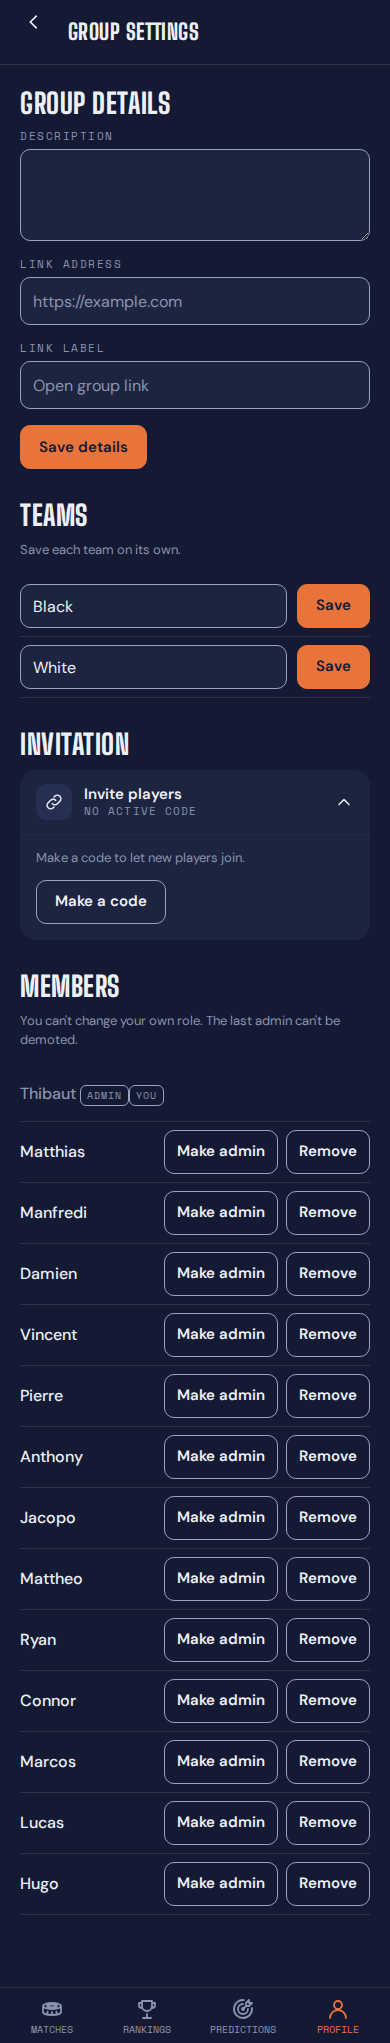 GROUP SETTINGS
GROUP DETAILS
DESCRIPTION
LINK ADDRESS
https://example.com
LINK LABEL
Open group link
Save details
TEAMS
Save each team on its own.
Black Save
White Save
INVITATION
Invite players
NO ACTIVE CODE
Make a code to let new players join.
Make a code
MEMBERS
You can't change your own role. The last admin can't be
demoted.
Thibaut ADMIN YOU
Matthias Make admin Remove
Manfredi Make admin Remove
Damien Make admin Remove
Vincent Make admin Remove
Pierre Make admin Remove
Anthony Make admin Remove
Jacopo Make admin Remove
Mattheo Make admin Remove
Ryan Make admin Remove
Connor Make admin Remove
Marcos Make admin Remove
Lucas Make admin Remove
Hugo Make admin Remove
MATCHES RANKINGS PREDICTIONS PROFILE